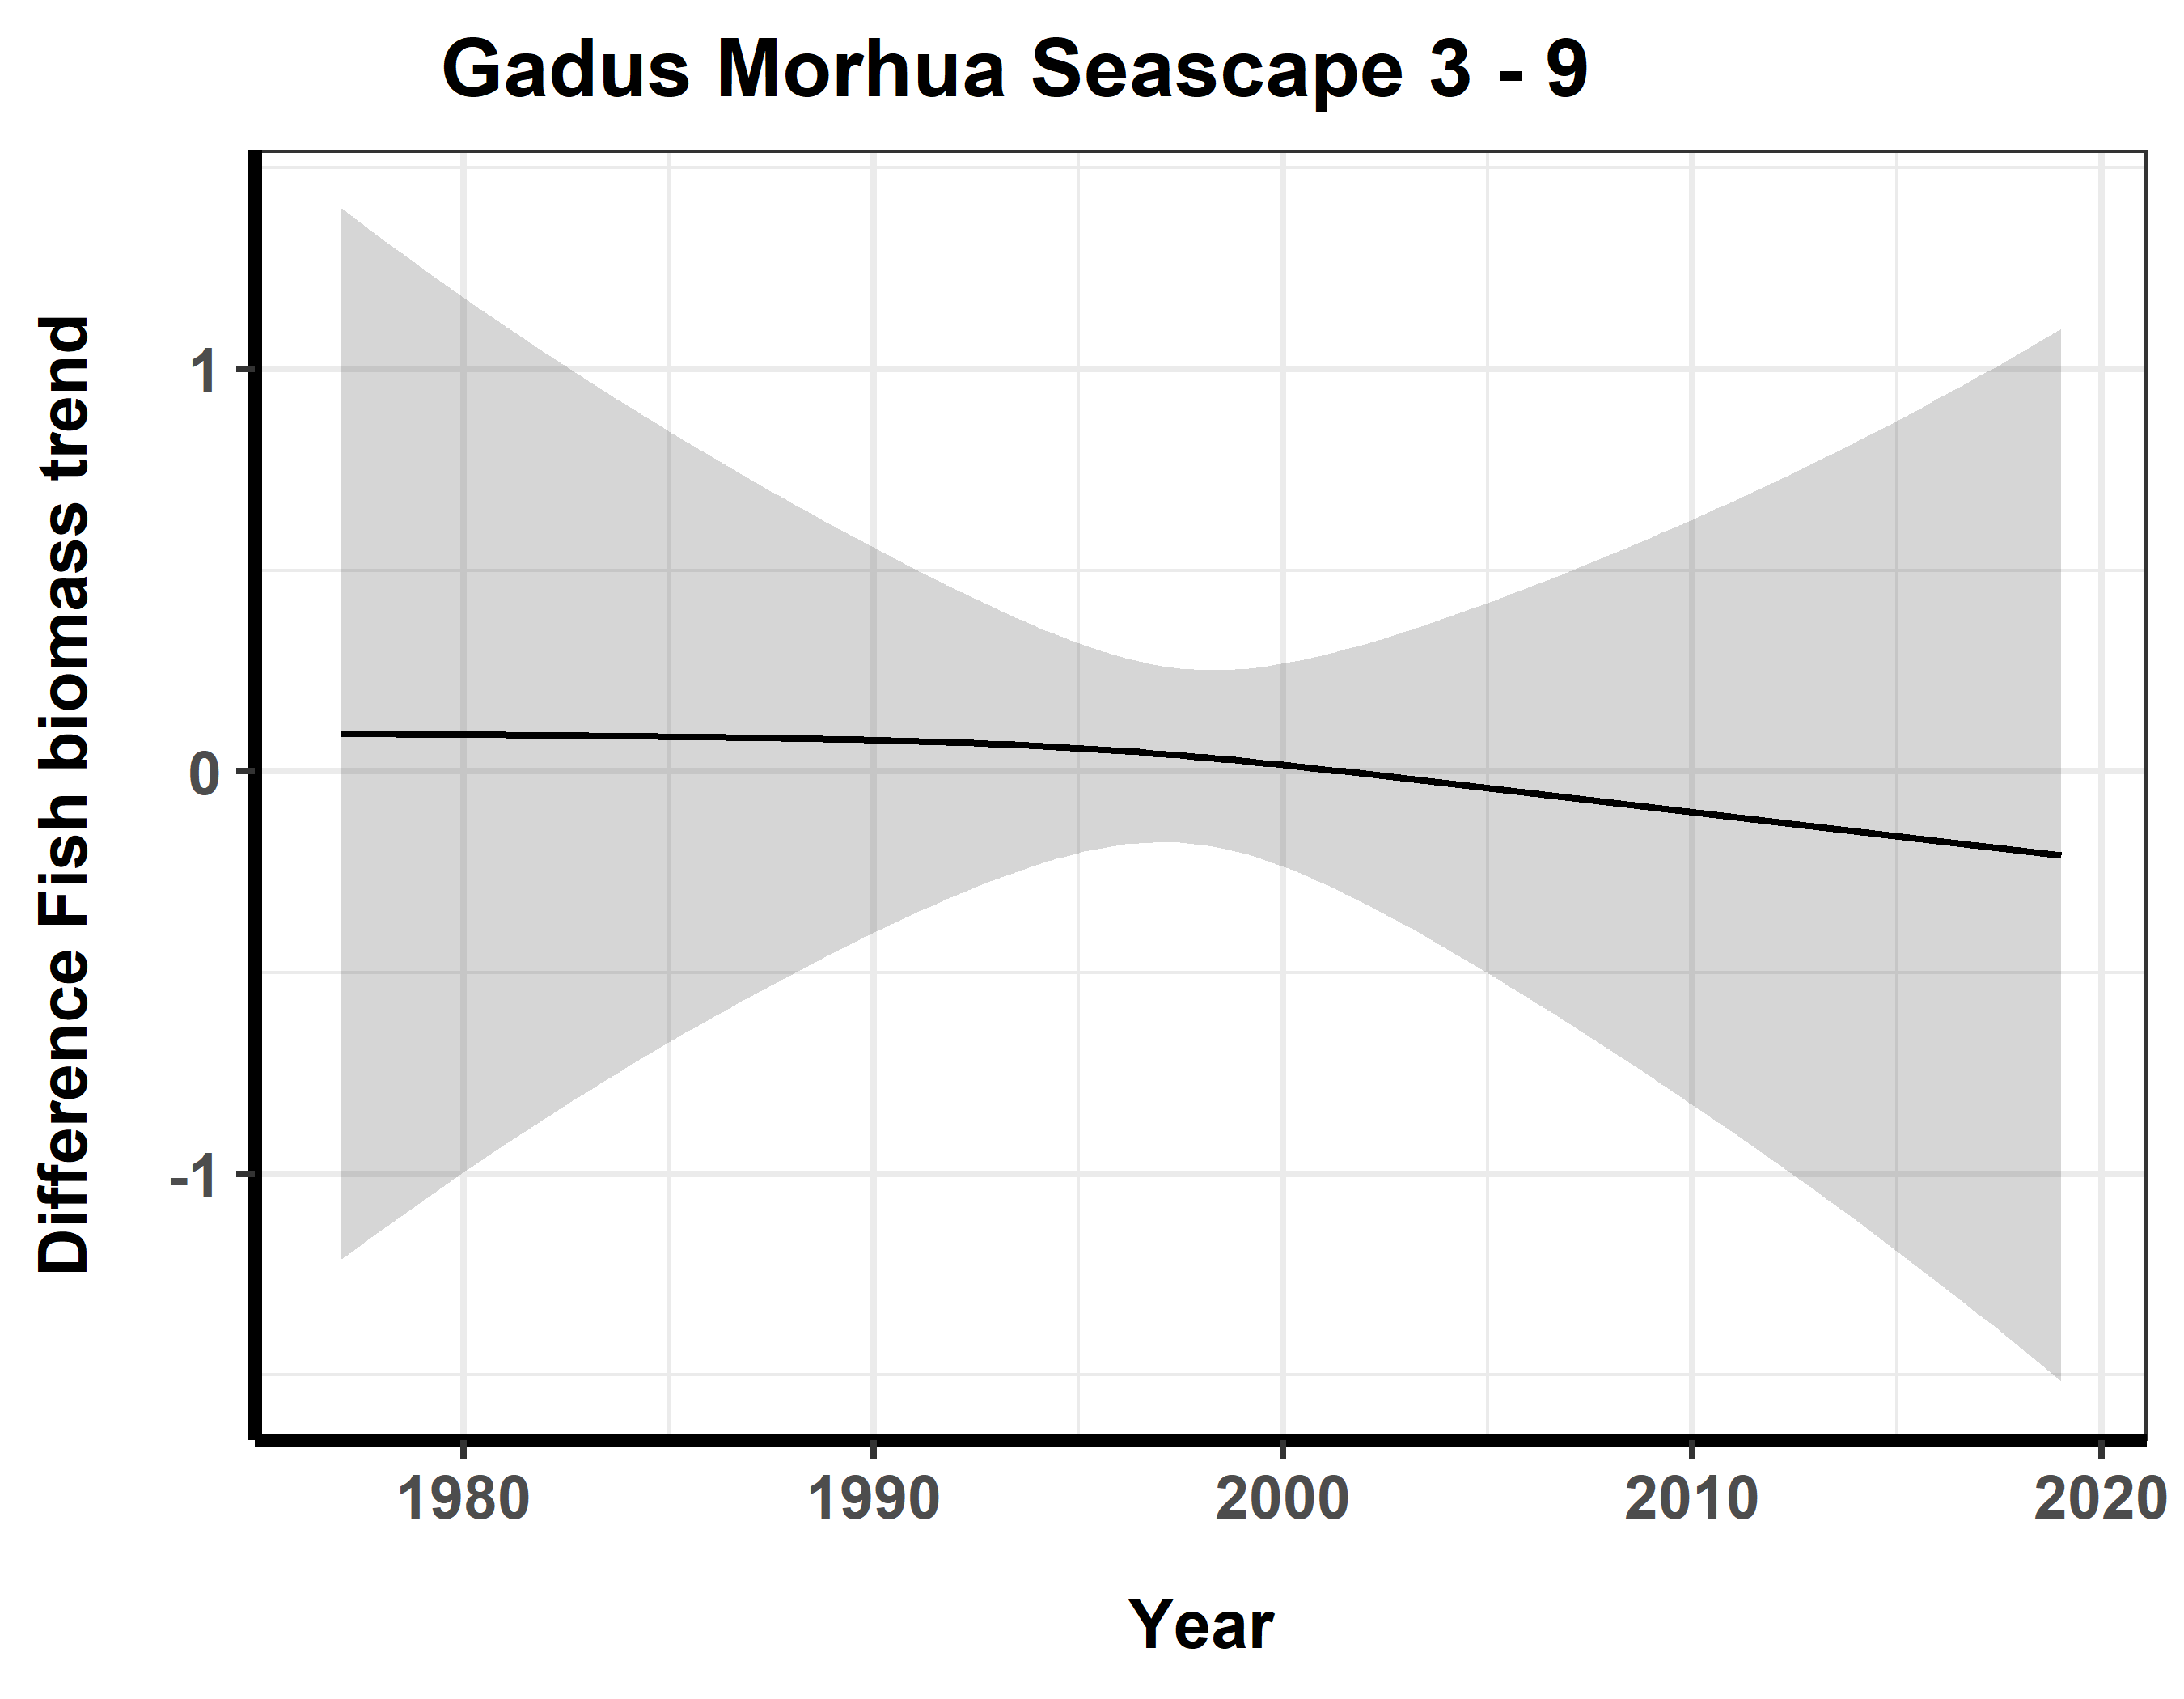 Gadus Morhua Seascape 3 - 9
Difference Fish biomass trend
1
0
-1
1980
1990
2000
2010
2020
Year